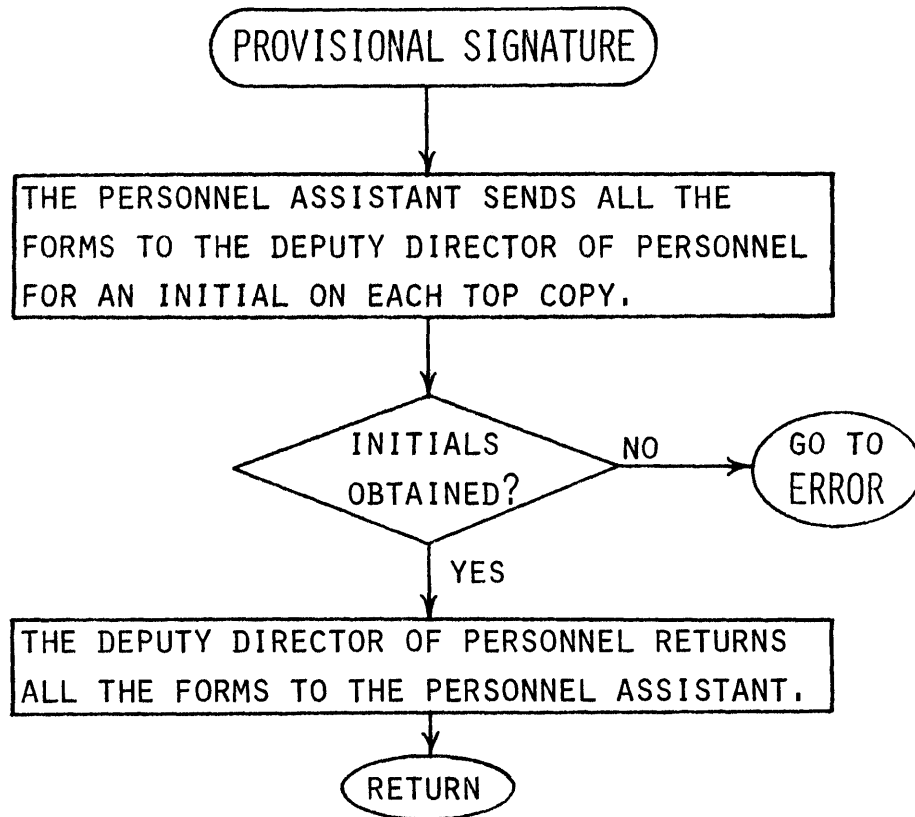 PROVISIONAL SIGNATURE
THE PERSONNEL ASSISTANT SENDS ALL THE
FORMS TO THE DEPUTY DIRECTOR OF PERSONNEL
FOR AN INITIAL ON EACH TOP COPY.
INITIALS
OBTAINED?
NO
GO TO
ERROR
YES
THE DEPUTY DIRECTOR OF PERSONNEL RETURNS
ALL THE FORMS TO THE PERSONNEL ASSISTANT.
RETURN